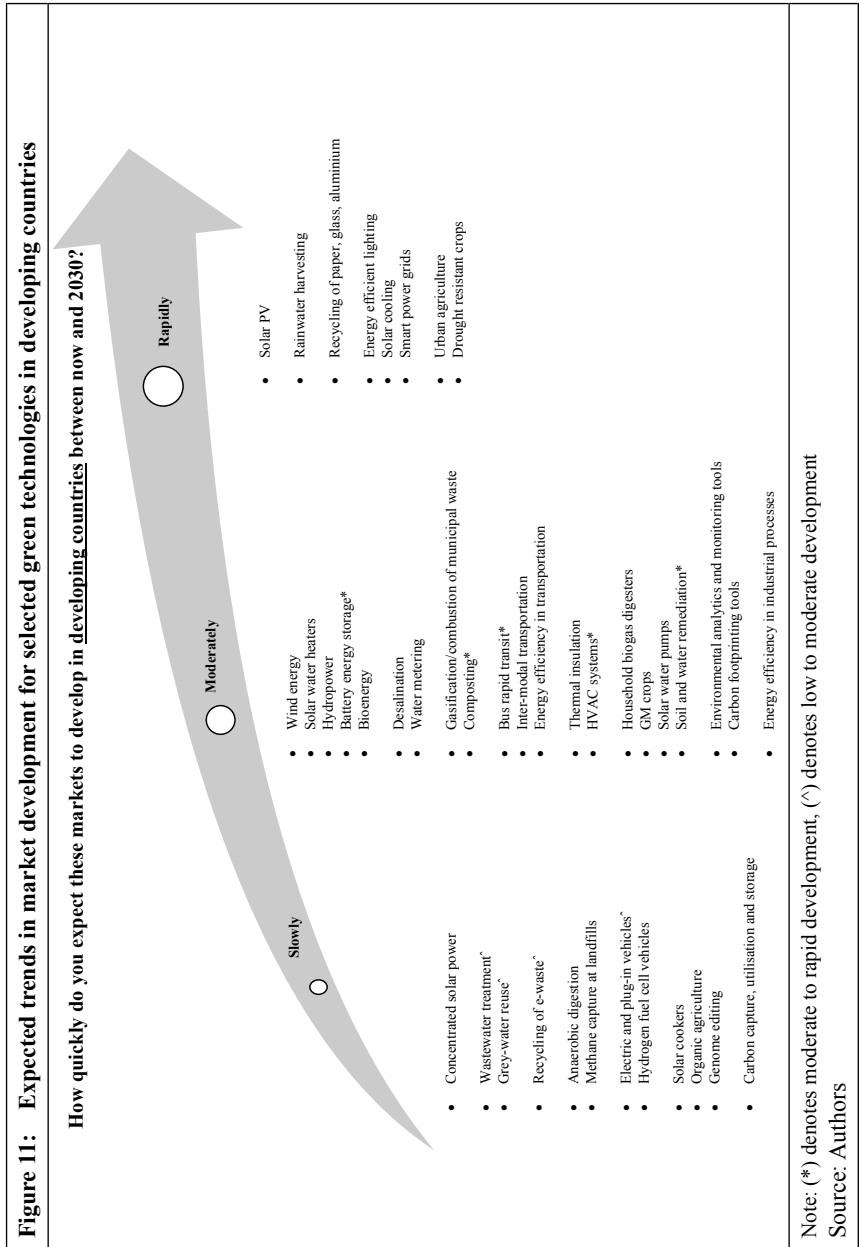 Figure 11: Expected trends in market development for selected green technologies in developing countries
How quickly do you expect these markets to develop in developing countries between now and 2030?
Slowly
• Concentrated solar power
• Wastewater treatment^
• Grey-water reuse^
• Recycling of e-waste^
• Anaerobic digestion
• Methane capture at landfills
• Electric and plug-in vehicles^
• Hydrogen fuel cell vehicles
• Solar cookers
• Organic agriculture
• Genome editing
• Carbon capture, utilisation and storage
Moderately
• Wind energy
• Solar water heaters
• Hydropower
• Battery energy storage*
• Bioenergy
• Desalination
• Water metering
• Gasification/combustion of municipal waste
• Composting*
• Bus rapid transit*
• Inter-modal transportation
• Energy efficiency in transportation
• Thermal insulation
• HVAC systems*
• Household biogas digesters
• GM crops
• Solar water pumps
• Soil and water remediation*
• Environmental analytics and monitoring tools
• Carbon footprinting tools
• Energy efficiency in industrial processes
Rapidly
• Solar PV
• Rainwater harvesting
• Recycling of paper, glass, aluminium
• Energy efficient lighting
• Solar cooling
• Smart power grids
• Urban agriculture
• Drought resistant crops
Note: (*) denotes moderate to rapid development, (^) denotes low to moderate development
Source: Authors